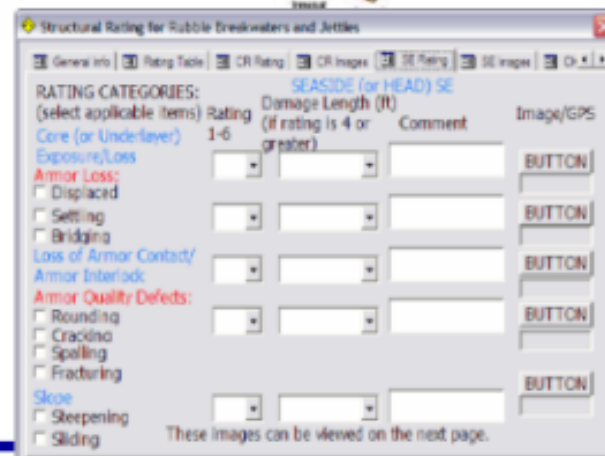 Structural Rating for Rubble Breakwaters and Jetties
General info Rating Table CR Rating CR Images SE Rating SE Images
SEASIDE (or HEAD) SE
RATING CATEGORIES:
(select applicable items) Rating 1-6 Damage Length (ft) (if rating is 4 or greater) Comment Image/GPS
Core (or Underlayer)
Exposure/Loss BUTTON
Armor Loss:
Displaced
Settling BUTTON
Bridging
Loss of Armor Contact/ BUTTON
Armor Interlock
Armor Quality Defects:
Rounding BUTTON
Cracking
Spalling
Fracturing
BUTTON
Slope
Steepening
Sliding These images can be viewed on the next page.